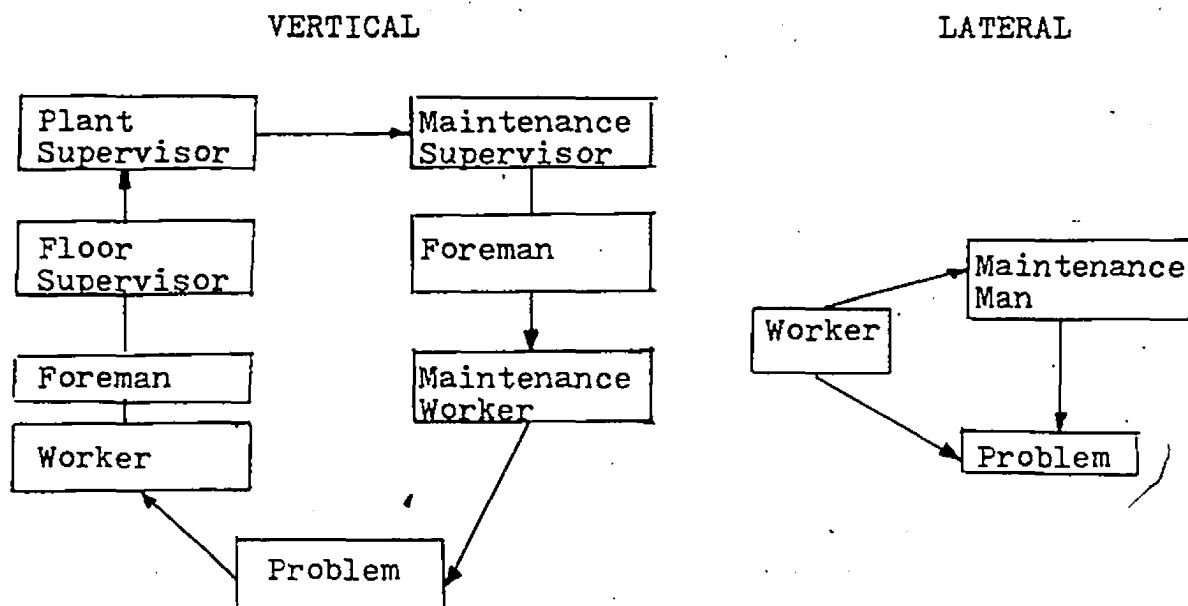 VERTICAL
Plant
Supervisor
Maintenance
Supervisor
Floor
Supervisor
Foreman
Foreman
Maintenance
Worker
Worker
Problem
LATERAL
Maintenance
Man
Worker
Problem